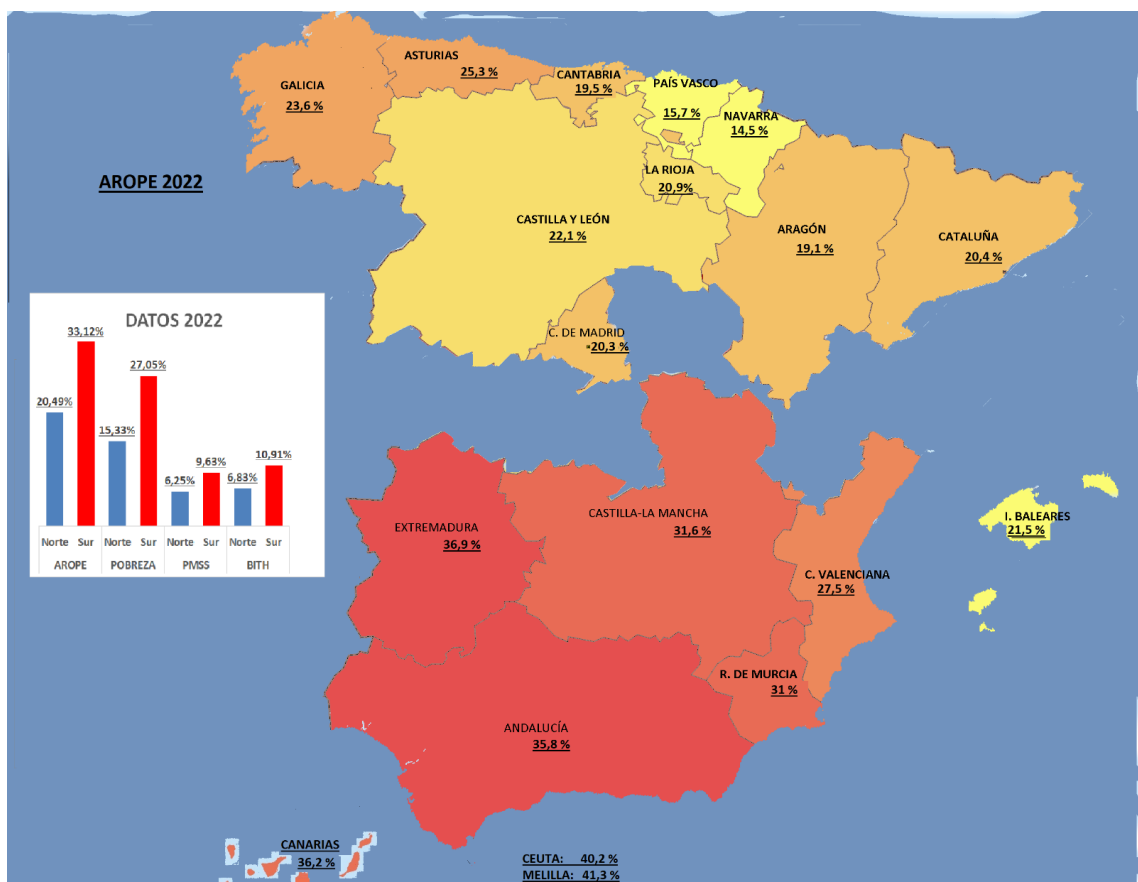 ASTURIAS
25,3 %
CANTABRIA
19,5 %
PAÍS VASCO
15,7 %
GALICIA
23,6 %
NAVARRA
14,5 %
AROPE 2022
LA RIOJA
20,9%
CASTILLA Y LEÓN
22,1 %
ARAGÓN
19,1 %
CATALUÑA
20,4 %
C. DE MADRID
20,3 %
DATOS 2022
33,12%
27,05%
20,49%
15,33%
10,91%
9,63%
6,25%
6,83%
Norte Sur Norte Sur Norte Sur Norte Sur
AROPE POBREZA PMSS BITH
EXTREMADURA
36,9 %
CASTILLA-LA MANCHA
31,6 %
I. BALEARES
21,5 %
C. VALENCIANA
27,5 %
R. DE MURCIA
31 %
ANDALUCÍA
35,8 %
CANARIAS
36,2 %
CEUTA: 40,2 %
MELILLA: 41,3 %